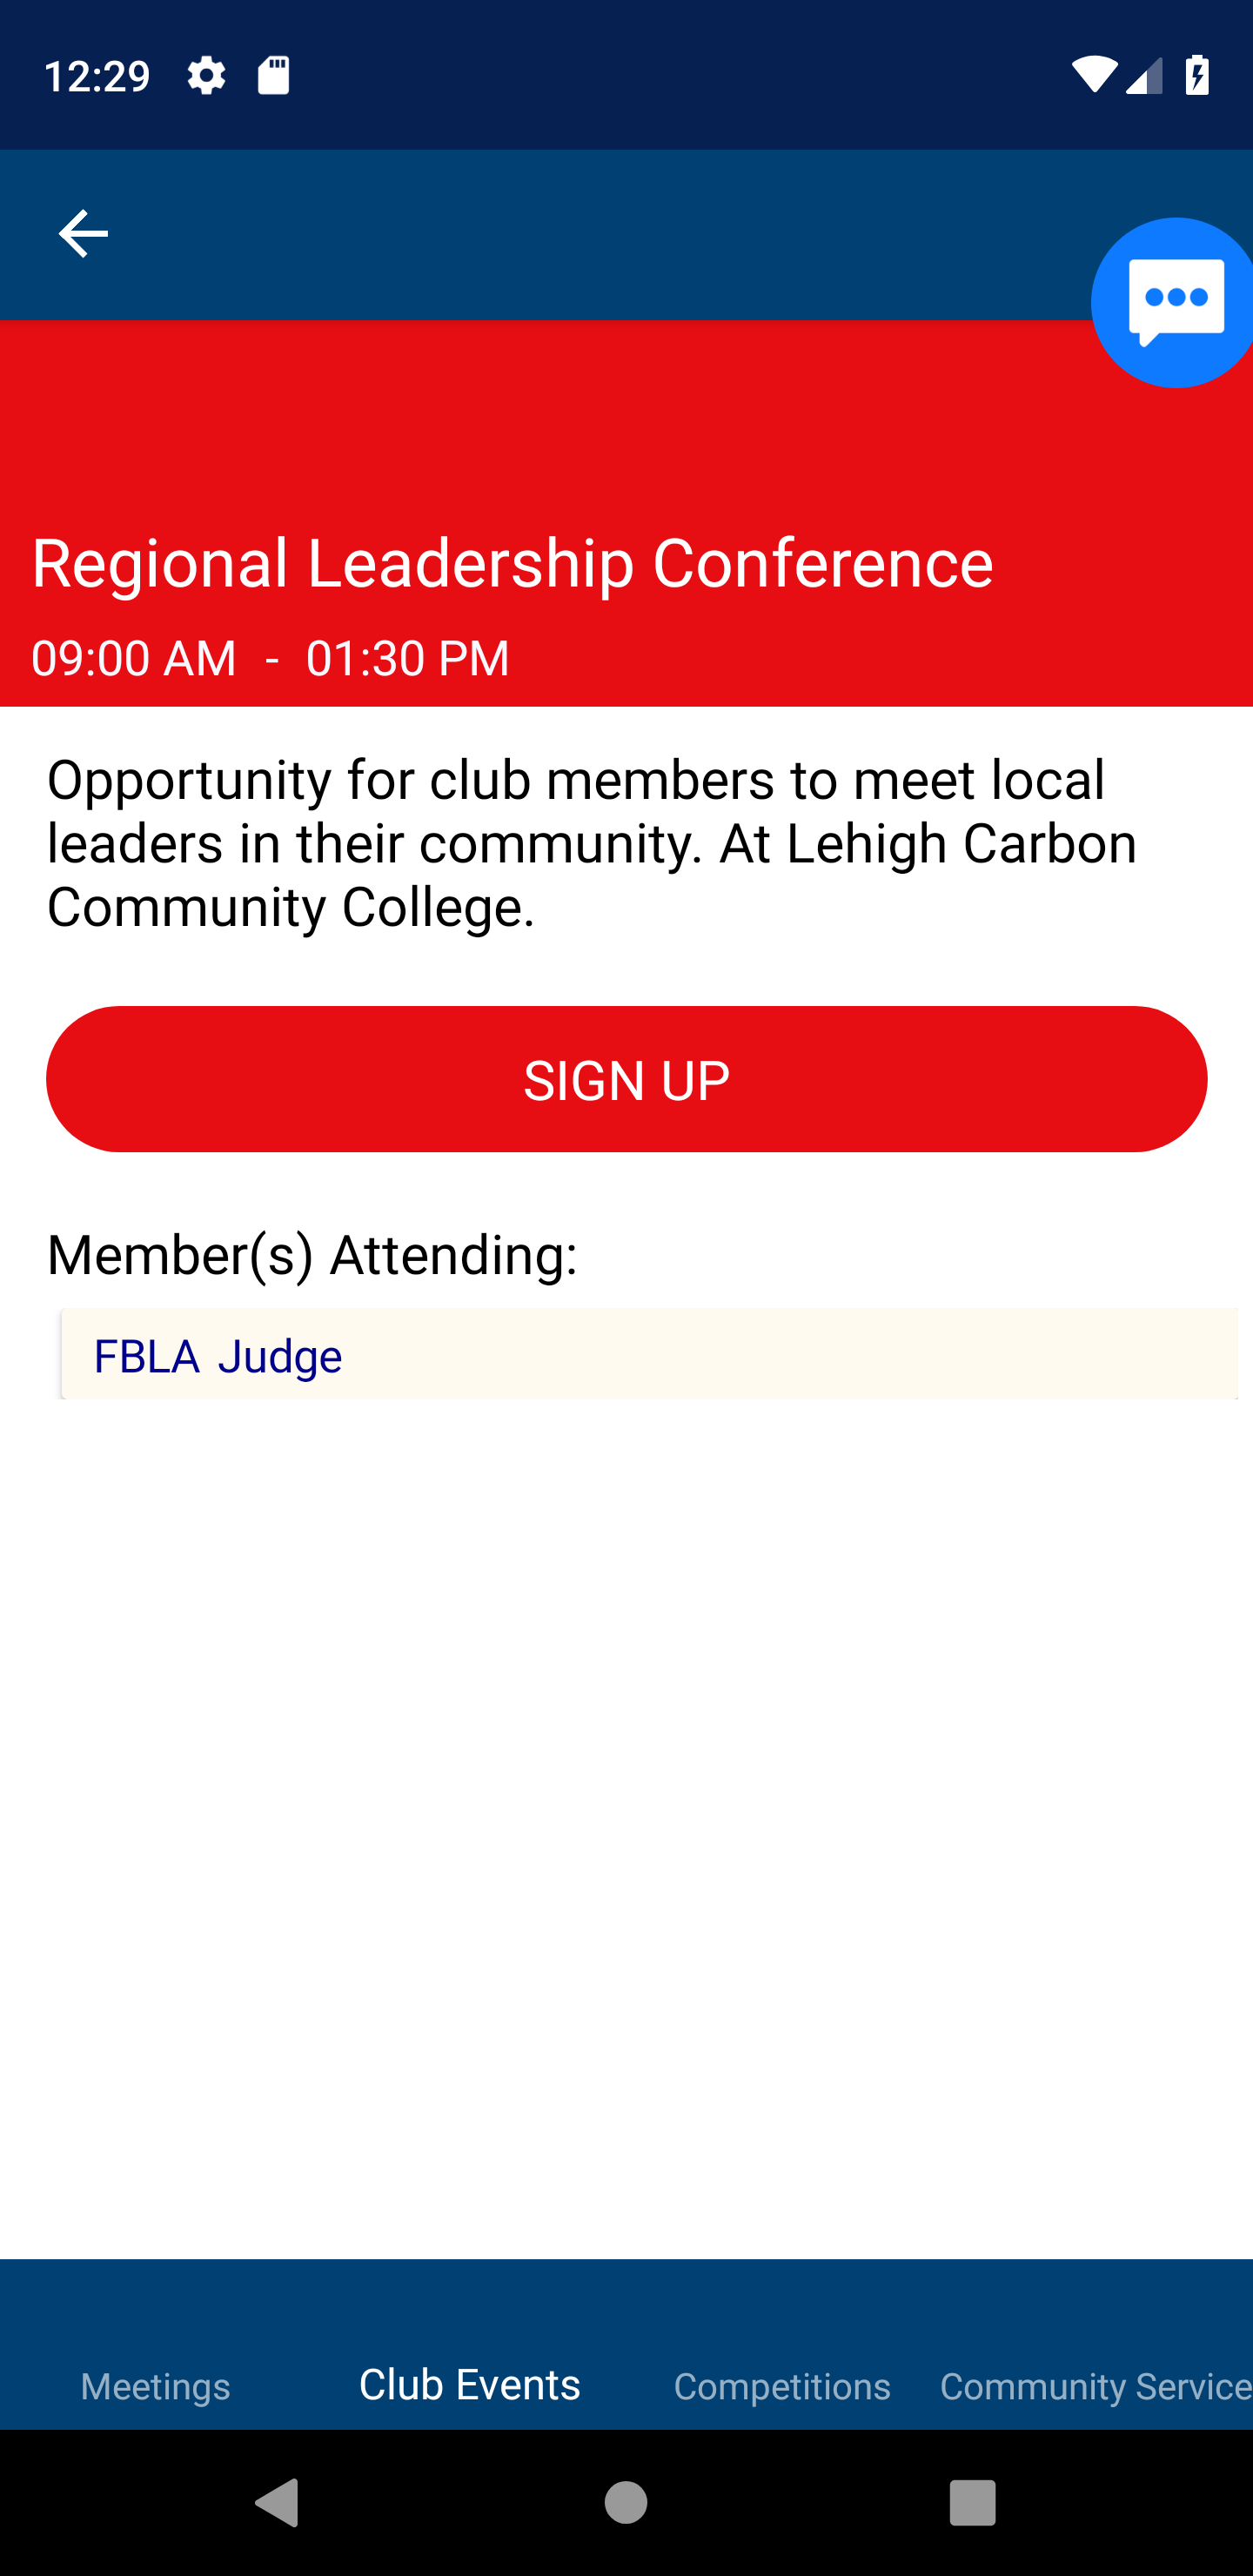 12:29
Regional Leadership Conference
09:00 AM - 01:30 PM
Opportunity for club members to meet local
leaders in their community. At Lehigh Carbon
Community College.
SIGN UP
Member(s) Attending:
FBLA Judge
Meetings Club Events Competitions Community Service